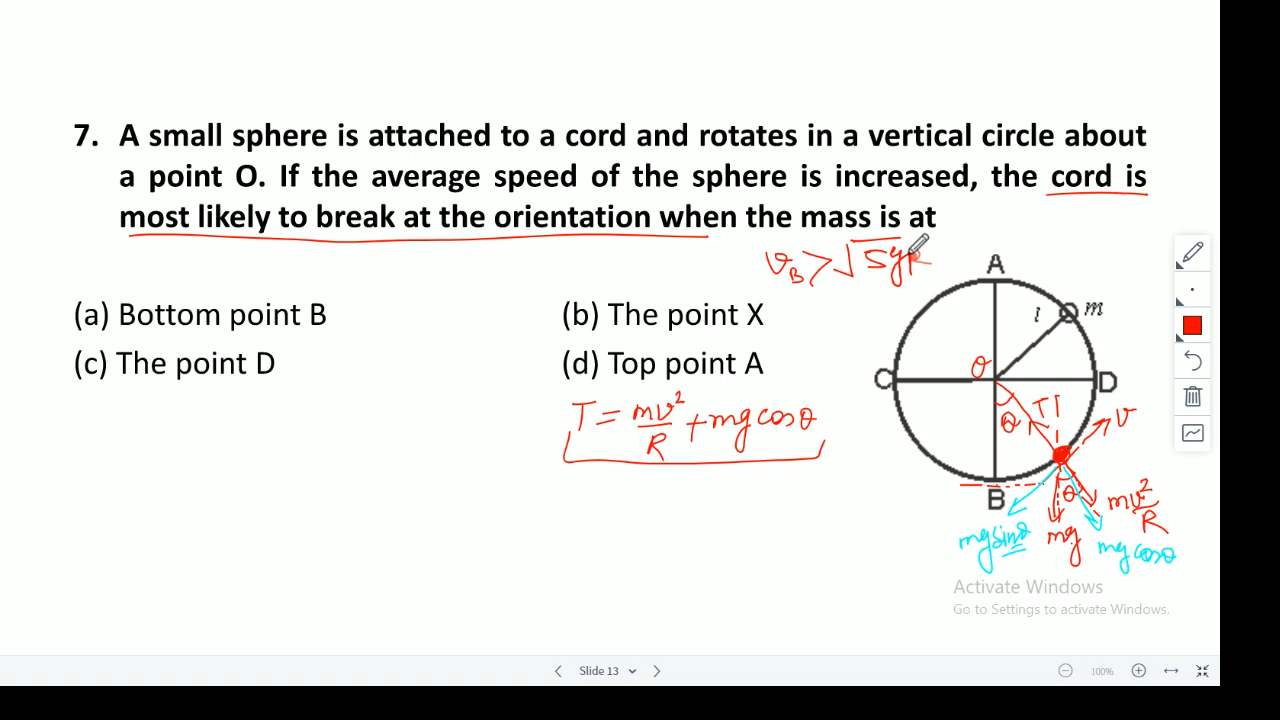 7. A small sphere is attached to a cord and rotates in a vertical circle about
a point O. If the average speed of the sphere is increased, the cord is
most likely to break at the orientation when the mass is at
v_B > √5gR
(a) Bottom point B
(b) The point X
(c) The point D
(d) Top point A
T = mv²/R + mg cosθ
A
l
m
O
C
D
θ
T
v
B
θ
mv²/R
mg sinθ
mg
mg cosθ
Activate Windows
Go to Settings to activate Windows.
Slide 13
100%